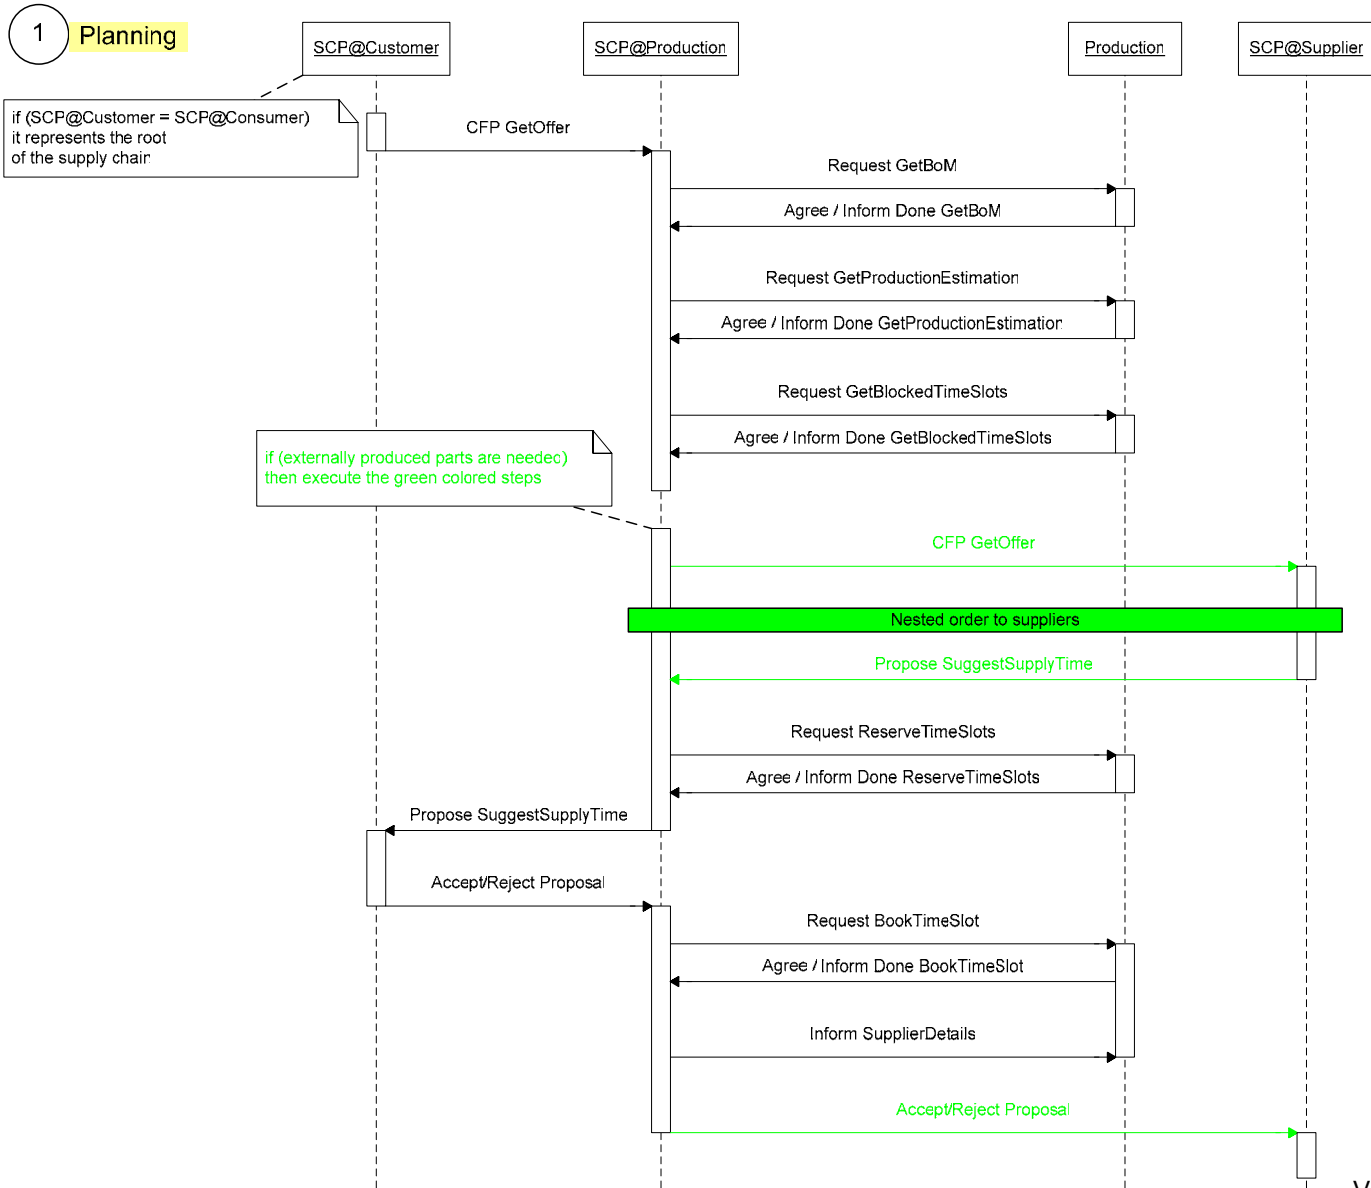 1
Planning
SCP@Customer
SCP@Production
Production
SCP@Supplier
if (SCP@Customer = SCP@Consumer)
it represents the root
of the supply chain
CFP GetOffer
Request GetBoM
Agree / Inform Done GetBoM
Request GetProductionEstimation
Agree / Inform Done GetProductionEstimation
Request GetBlockedTimeSlots
Agree / Inform Done GetBlockedTimeSlots
if (externally produced parts are needed)
then execute the green colored steps
CFP GetOffer
Nested order to suppliers
Propose SuggestSupplyTime
Request ReserveTimeSlots
Agree / Inform Done ReserveTimeSlots
Propose SuggestSupplyTime
Accept/Reject Proposal
Request BookTimeSlot
Agree / Inform Done BookTimeSlot
Inform SupplierDetails
Accept/Reject Proposal